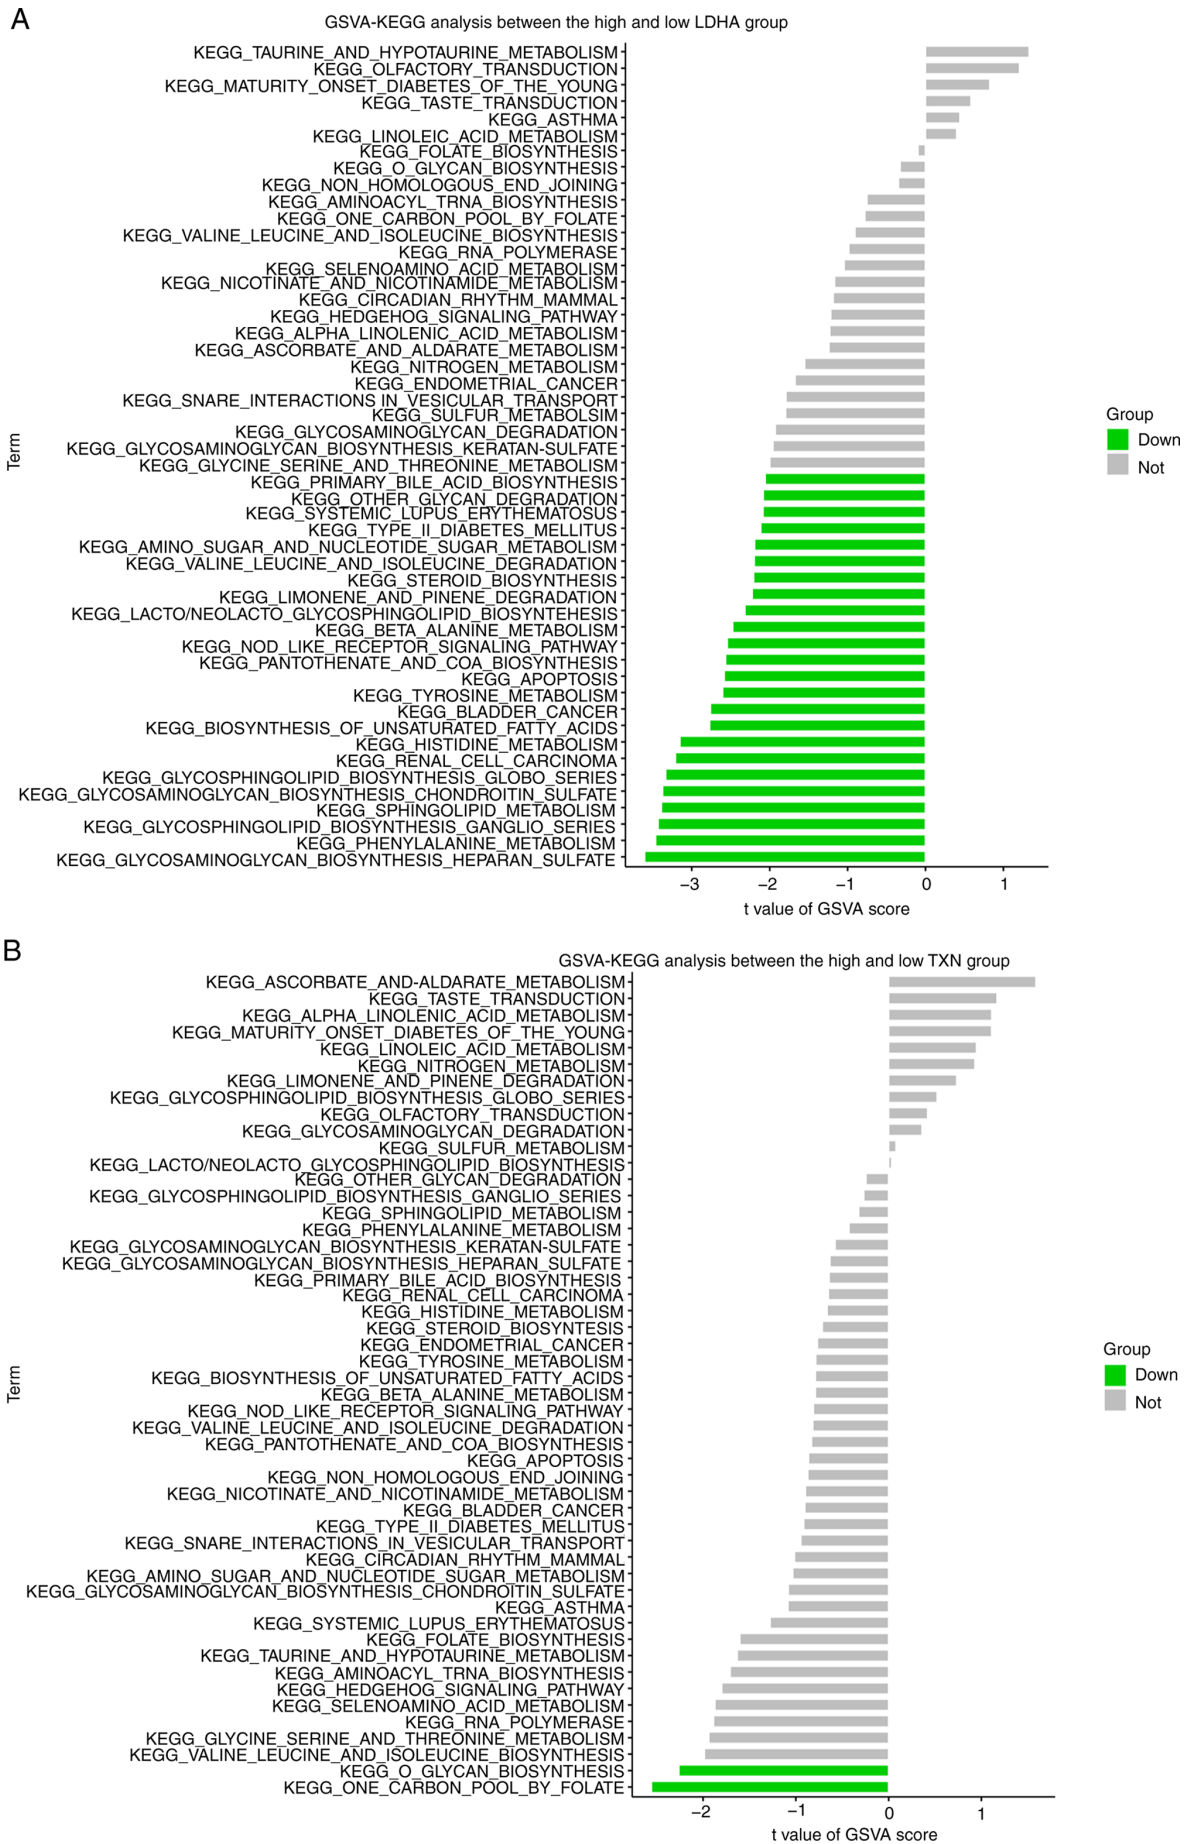 A
GSVA-KEGG analysis between the high and low LDHA group
KEGG_TAURINE_AND_HYPOTAURINE_METABOLISM
KEGG_OLFACTORY_TRANSDUCTION
KEGG_MATURITY_ONSET_DIABETES_OF_THE_YOUNG
KEGG_TASTE_TRANSDUCTION
KEGG_ASTHMA
KEGG_LINOLEIC_ACID_METABOLISM
KEGG_FOLATE_BIOSYNTHESIS
KEGG_O_GLYCAN_BIOSYNTHESIS
KEGG_NON_HOMOLOGOUS_END_JOINING
KEGG_AMINOACYL_TRNA_BIOSYNTHESIS
KEGG_ONE_CARBON_POOL_BY_FOLATE
KEGG_VALINE_LEUCINE_AND_ISOLEUCINE_BIOSYNTHESIS
KEGG_RNA_POLYMERASE
KEGG_SELENOAMINO_ACID_METABOLISM
KEGG_NICOTINATE_AND_NICOTINAMIDE_METABOLISM
KEGG_CIRCADIAN_RHYTHM_MAMMAL
KEGG_HEDGEHOG_SIGNALING_PATHWAY
KEGG_ALPHA_LINOLENIC_ACID_METABOLISM
KEGG_ASCORBATE_AND_ALDARATE_METABOLISM
KEGG_NITROGEN_METABOLISM
KEGG_ENDOMETRIAL_CANCER
KEGG_SNARE_INTERACTIONS IN_VESICULAR_TRANSPORT
KEGG_SULFUR_METABOLSIM
KEGG_GLYCOSAMINOGLYCAN_DEGRADATION
KEGG_GLYCOSAMINOGLYCAN_BIOSYNTHESIS_KERATAN-SULFATE
KEGG_GLYCINE_SERINE_AND_THREONINE_METABOLISM
KEGG_PRIMARY_BILE_ACID_BIOSYNTHESIS
KEGG_OTHER_GLYCAN_DEGRADATION
KEGG_SYSTEMIC_LUPUS_ERYTHEMATOSUS
KEGG_TYPE_II_DIABETES_MELLITUS
KEGG_AMINO_SUGAR_AND_NUCLEOTIDE_SUGAR_METABOLISM
KEGG_VALINE_LEUCINE_AND_ISOLEUCINE_DEGRADATION
KEGG_STEROID_BIOSYNTHESIS
KEGG_LIMONENE_AND_PINENE_DEGRADATION
KEGG_LACTO/NEOLACTO_GLYCOSPHINGOLIPID_BIOSYNTEHESIS
KEGG_BETA_ALANINE_METABOLISM
KEGG_NOD_LIKE_RECEPTOR_SIGNALING_PATHWAY
KEGG_PANTOTHENATE_AND_COA_BIOSYNTHESIS
KEGG_APOPTOSIS
KEGG_TYROSINE_METABOLISM
KEGG_BLADDER_CANCER
KEGG_BIOSYNTHESIS_OF_UNSATURATED_FATTY_ACIDS
KEGG_HISTIDINE_METABOLISM
KEGG_RENAL_CELL_CARCINOMA
KEGG_GLYCOSPHINGOLIPID_BIOSYNTHESIS_GLOBO_SERIES
KEGG_GLYCOSAMINOGLYCAN_BIOSYNTHESIS_CHONDROITIN_SULFATE
KEGG_SPHINGOLIPID_METABOLISM
KEGG_GLYCOSPHINGOLIPID_BIOSYNTHESIS_GANGLIO_SERIES
KEGG_PHENYLALANINE_METABOLISM
KEGG_GLYCOSAMINOGLYCAN_BIOSYNTHESIS_HEPARAN_SULFATE
Term
−3 −2 −1 0 1
t value of GSVA score
Group
Down
Not
B
GSVA-KEGG analysis between the high and low TXN group
KEGG_ASCORBATE_AND-ALDARATE_METABOLISM
KEGG_TASTE_TRANSDUCTION
KEGG_ALPHA_LINOLENIC_ACID_METABOLISM
KEGG_MATURITY_ONSET_DIABETES_OF_THE_YOUNG
KEGG_LINOLEIC_ACID_METABOLISM
KEGG_NITROGEN_METABOLISM
KEGG_LIMONENE_AND_PINENE_DEGRADATION
KEGG_GLYCOSPHINGOLIPID_BIOSYNTHESIS_GLOBO_SERIES
KEGG_OLFACTORY_TRANSDUCTION
KEGG_GLYCOSAMINOGLYCAN_DEGRADATION
KEGG_SULFUR_METABOLISM
KEGG_LACTO/NEOLACTO_GLYCOSPHINGOLIPID_BIOSYNTHESIS
KEGG_OTHER_GLYCAN_DEGRADATION
KEGG_GLYCOSPHINGOLIPID_BIOSYNTHESIS_GANGLIO_SERIES
KEGG_SPHINGOLIPID_METABOLISM
KEGG_PHENYLALANINE_METABOLISM
KEGG_GLYCOSAMINOGLYCAN_BIOSYNTHESIS_KERATAN-SULFATE
KEGG_GLYCOSAMINOGLYCAN_BIOSYNTHESIS_HEPARAN_SULFATE
KEGG_PRIMARY_BILE_ACID_BIOSYNTHESIS
KEGG_RENAL_CELL_CARCINOMA
KEGG_HISTIDINE_METABOLISM
KEGG_STEROID_BIOSYNTESIS
KEGG_ENDOMETRIAL_CANCER
KEGG_TYROSINE_METABOLISM
KEGG_BIOSYNTHESIS_OF_UNSATURATED_FATTY_ACIDS
KEGG_BETA_ALANINE_METABOLISM
KEGG_NOD_LIKE_RECEPTOR_SIGNALING_PATHWAY
KEGG_VALINE_LEUCINE_AND_ISOLEUCINE_DEGRADATION
KEGG_PANTOTHENATE_AND_COA_BIOSYNTHESIS
KEGG_APOPTOSIS
KEGG_NON_HOMOLOGOUS_END_JOINING
KEGG_NICOTINATE_AND_NICOTINAMIDE_METABOLISM
KEGG_BLADDER_CANCER
KEGG_TYPE_II_DIABETES_MELLITUS
KEGG_SNARE_INTERACTIONS_IN_VESICULAR_TRANSPORT
KEGG_CIRCADIAN_RHYTHM_MAMMAL
KEGG_AMINO_SUGAR_AND_NUCLEOTIDE_SUGAR_METABOLISM
KEGG_GLYCOSAMINOGLYCAN_BIOSYNTHESIS_CHONDROITIN_SULFATE
KEGG_ASTHMA
KEGG_SYSTEMIC_LUPUS_ERYTHEMATOSUS
KEGG_FOLATE_BIOSYNTHESIS
KEGG_TAURINE_AND_HYPOTAURINE_METABOLISM
KEGG_AMINOACYL_TRNA_BIOSYNTHESIS
KEGG_HEDGEHOG_SIGNALING_PATHWAY
KEGG_SELENOAMINO_ACID_METABOLISM
KEGG_RNA_POLYMERASE
KEGG_GLYCINE_SERINE_AND_THREONINE_METABOLISM
KEGG_VALINE_LEUCINE_AND_ISOLEUCINE_BIOSYNTHESIS
KEGG_O_GLYCAN_BIOSYNTHESIS
KEGG_ONE_CARBON_POOL_BY_FOLATE
Term
−2 −1 0 1
t value of GSVA score
Group
Down
Not